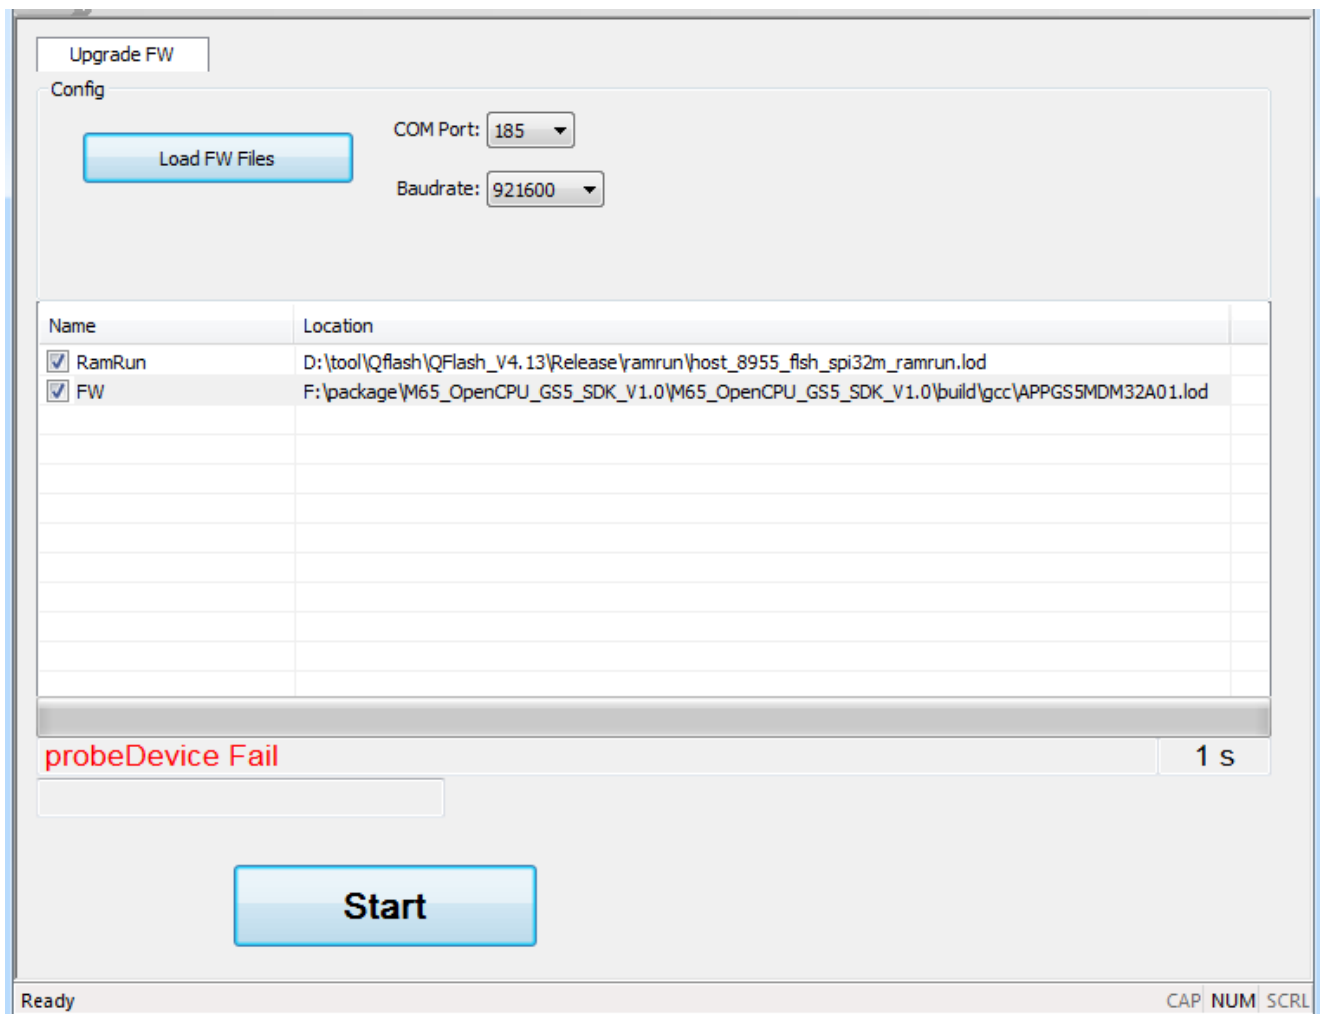 Upgrade FW
Config
Load FW Files
COM Port: 185
Baudrate: 921600
Name Location
RamRun D:\tool\Qflash\QFlash_V4.13\Release\ramrun\host_8955_flsh_spi32m_ramrun.lod
FW F:\package\M65_OpenCPU_GS5_SDK_V1.0\M65_OpenCPU_GS5_SDK_V1.0\build\gcc\APPGS5MDM32A01.lod
probeDevice Fail 1 s
Start
Ready CAP NUM SCRL